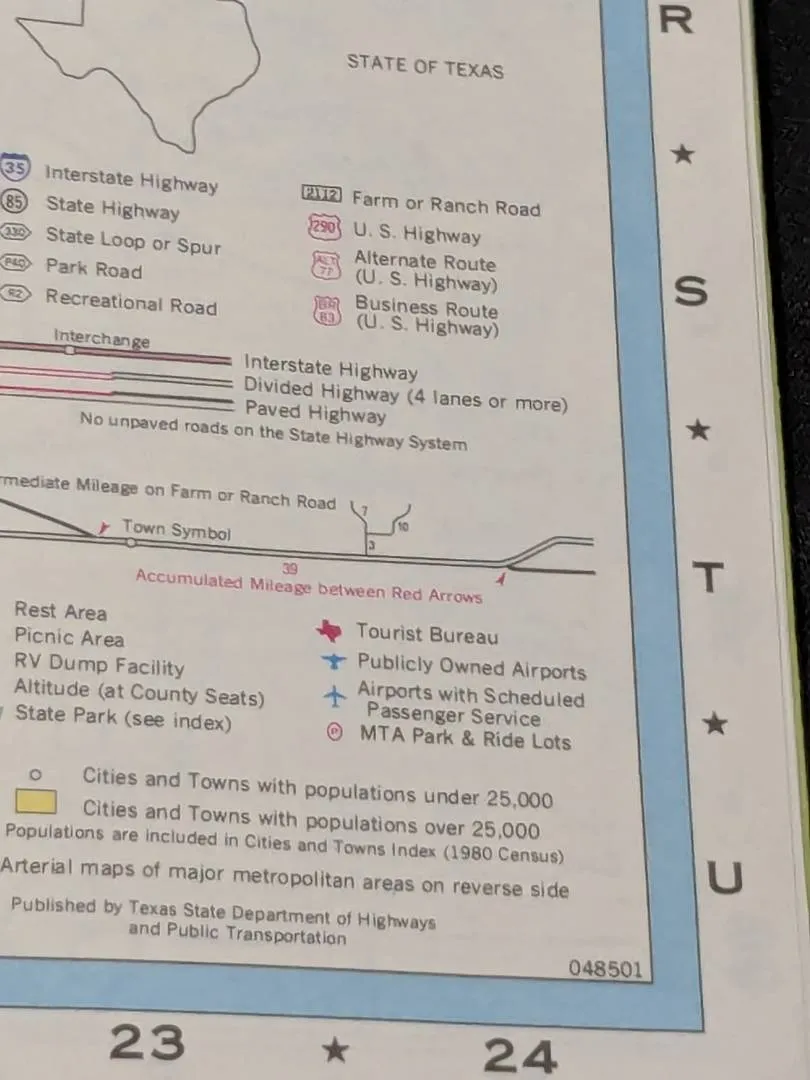 R
STATE OF TEXAS
S
T
U
35 Interstate Highway
85 State Highway
330 State Loop or Spur
P40 Park Road
R2 Recreational Road
2112 Farm or Ranch Road
290 U. S. Highway
ALT 77 Alternate Route
(U. S. Highway)
BUS 83 Business Route
(U. S. Highway)
Interchange
Interstate Highway
Divided Highway (4 lanes or more)
Paved Highway
No unpaved roads on the State Highway System
Mileage on Farm or Ranch Road
7
10
3
Town Symbol
39
Accumulated Mileage between Red Arrows
Rest Area
Picnic Area
RV Dump Facility
Altitude (at County Seats)
State Park (see index)
Tourist Bureau
Publicly Owned Airports
Airports with Scheduled
Passenger Service
P MTA Park & Ride Lots
Cities and Towns with populations under 25,000
Cities and Towns with populations over 25,000
Populations are included in Cities and Towns Index (1980 Census)
Arterial maps of major metropolitan areas on reverse side
Published by Texas State Department of Highways
and Public Transportation
048501
23 ★ 24